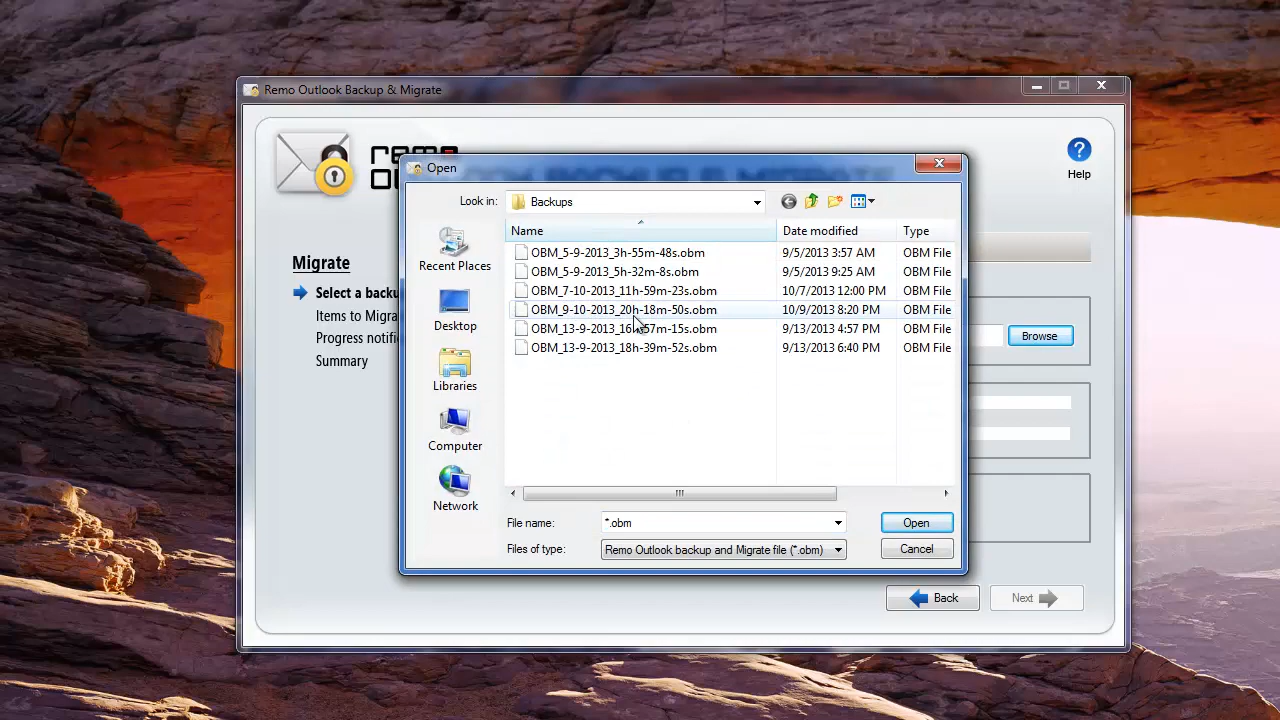 Remo Outlook Backup & Migrate
Help
Open
Look in:
Backups
Name
Date modified
Type
OBM_5-9-2013_3h-55m-48s.obm
9/5/2013 3:57 AM
OBM File
OBM_5-9-2013_5h-32m-8s.obm
9/5/2013 9:25 AM
OBM File
OBM_7-10-2013_11h-59m-23s.obm
10/7/2013 12:00 PM
OBM File
OBM_9-10-2013_20h-18m-50s.obm
10/9/2013 8:20 PM
OBM File
OBM_13-9-2013_16h-57m-15s.obm
9/13/2013 4:57 PM
OBM File
OBM_13-9-2013_18h-39m-52s.obm
9/13/2013 6:40 PM
OBM File
Recent Places
Desktop
Libraries
Computer
Network
File name:
*.obm
Open
Files of type:
Remo Outlook backup and Migrate file (*.obm)
Cancel
Migrate
Select a backu
Items to Migra
Progress notifi
Summary
Browse
Back
Next